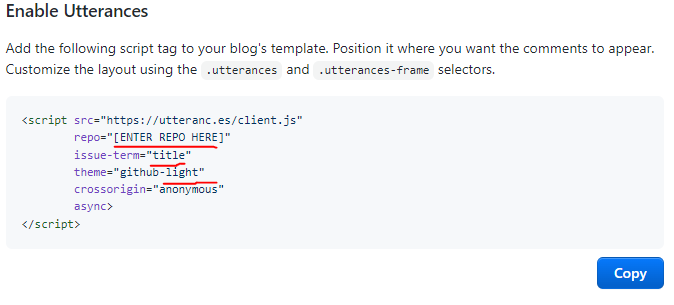 Enable Utterances
Add the following script tag to your blog's template. Position it where you want the comments to appear.
Customize the layout using the .utterances and .utterances-frame selectors.
<script src="https://utteranc.es/client.js"
repo="[ENTER REPO HERE]"
issue-term="title"
theme="github-light"
crossorigin="anonymous"
async>
</script>
Copy